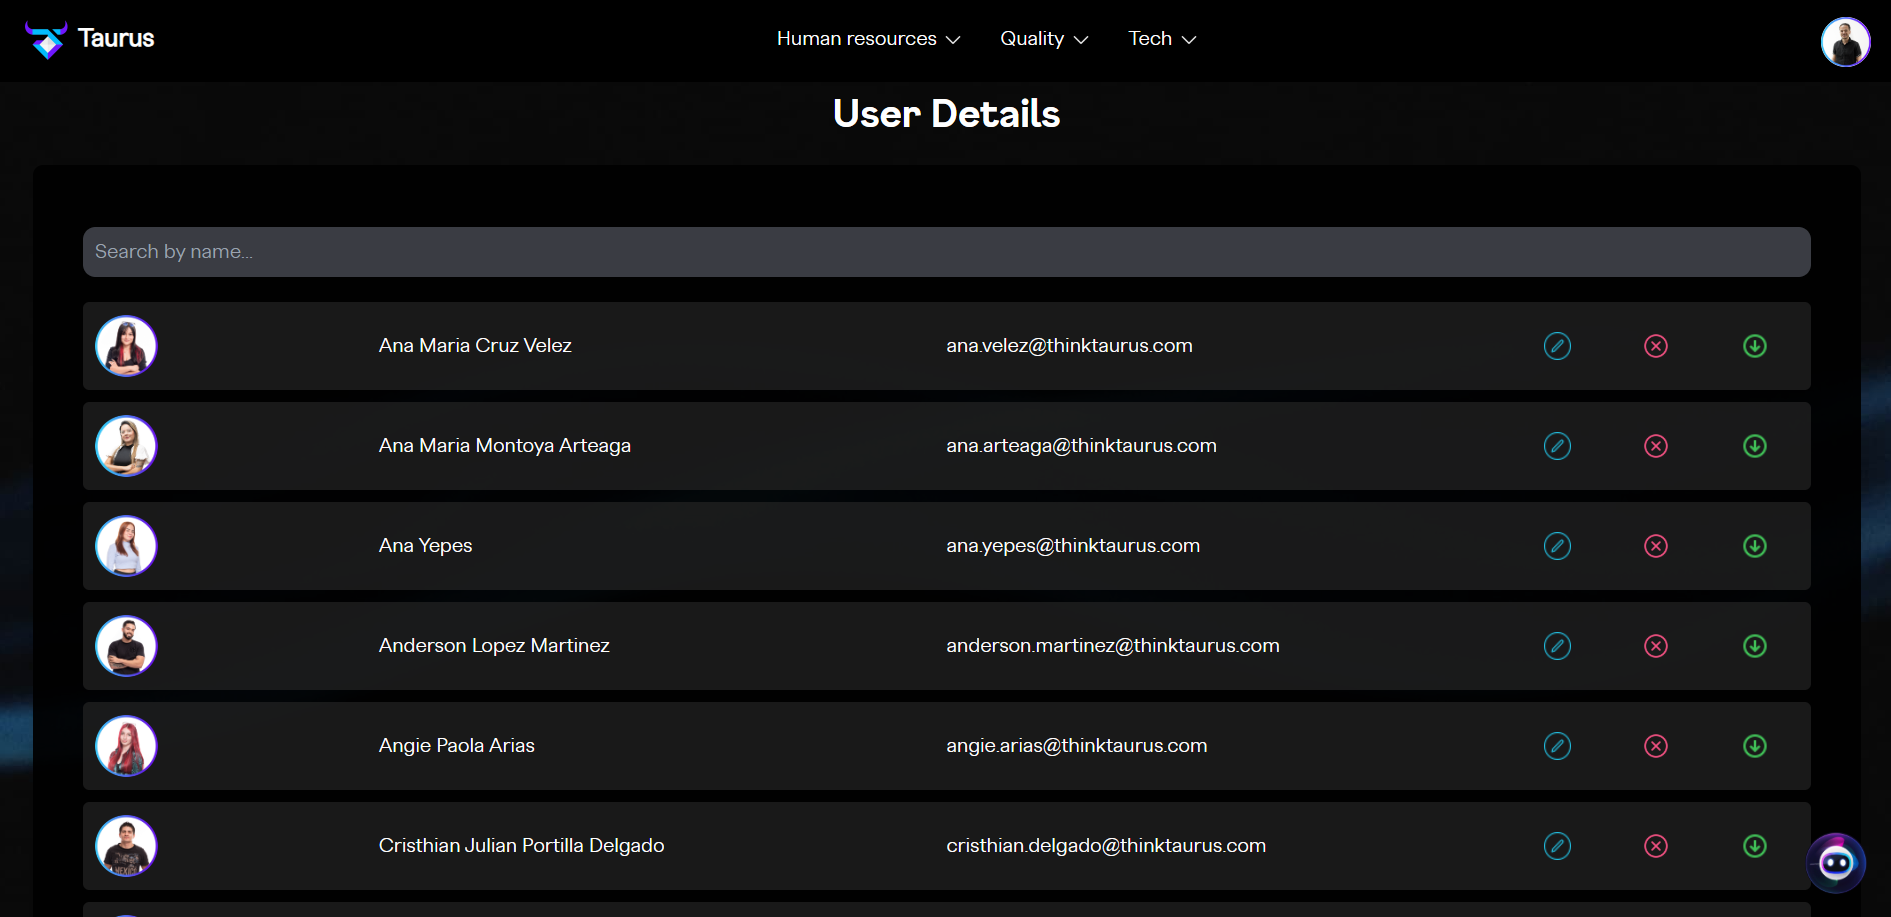 Taurus
Human resources Quality Tech
User Details
Search by name...
Ana Maria Cruz Velez ana.velez@thinktaurus.com
Ana Maria Montoya Arteaga ana.arteaga@thinktaurus.com
Ana Yepes ana.yepes@thinktaurus.com
Anderson Lopez Martinez anderson.martinez@thinktaurus.com
Angie Paola Arias angie.arias@thinktaurus.com
Cristhian Julian Portilla Delgado cristhian.delgado@thinktaurus.com